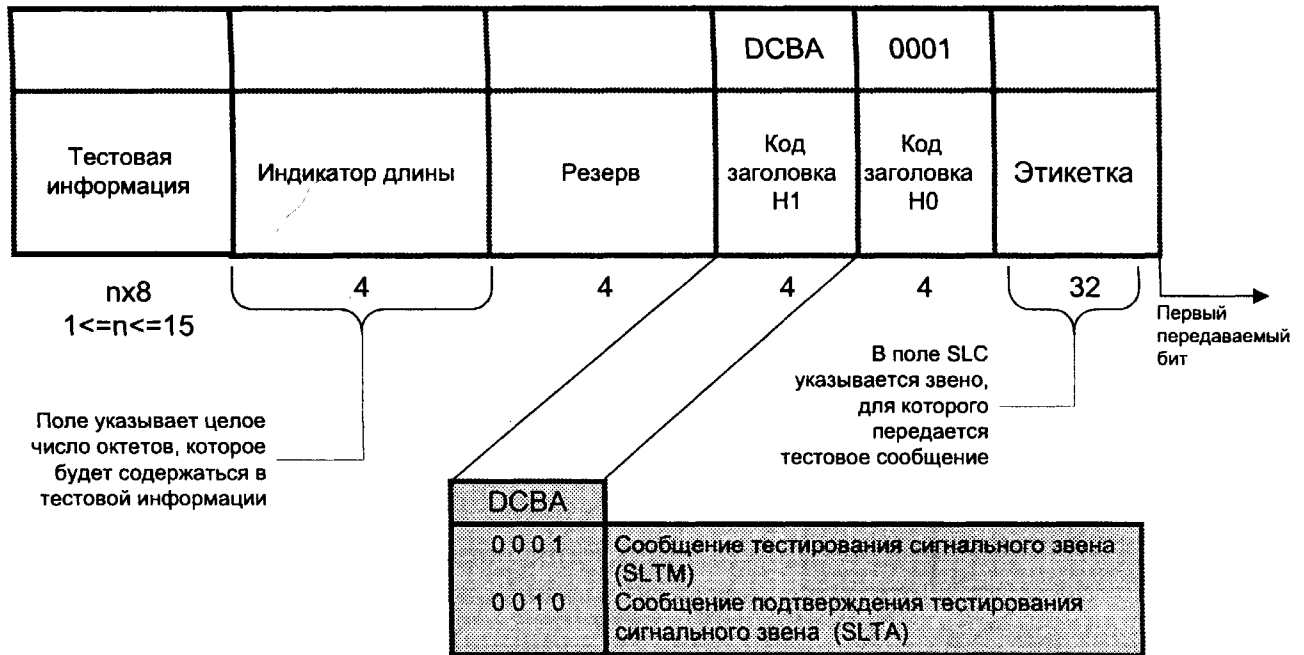 DCBA
0001
Тестовая
информация
Индикатор длины
Резерв
Код
заголовка
H1
Код
заголовка
H0
Этикетка
nx8
1<=n<=15
4
4
4
4
32
Первый
передаваемый
бит
Поле указывает целое
число октетов, которое
будет содержаться в
тестовой информации
В поле SLC
указывается звено,
для которого
передается
тестовое сообщение
DCBA
0 0 0 1
Сообщение тестирования сигнального звена
(SLTM)
0 0 1 0
Сообщение подтверждения тестирования
сигнального звена (SLTA)